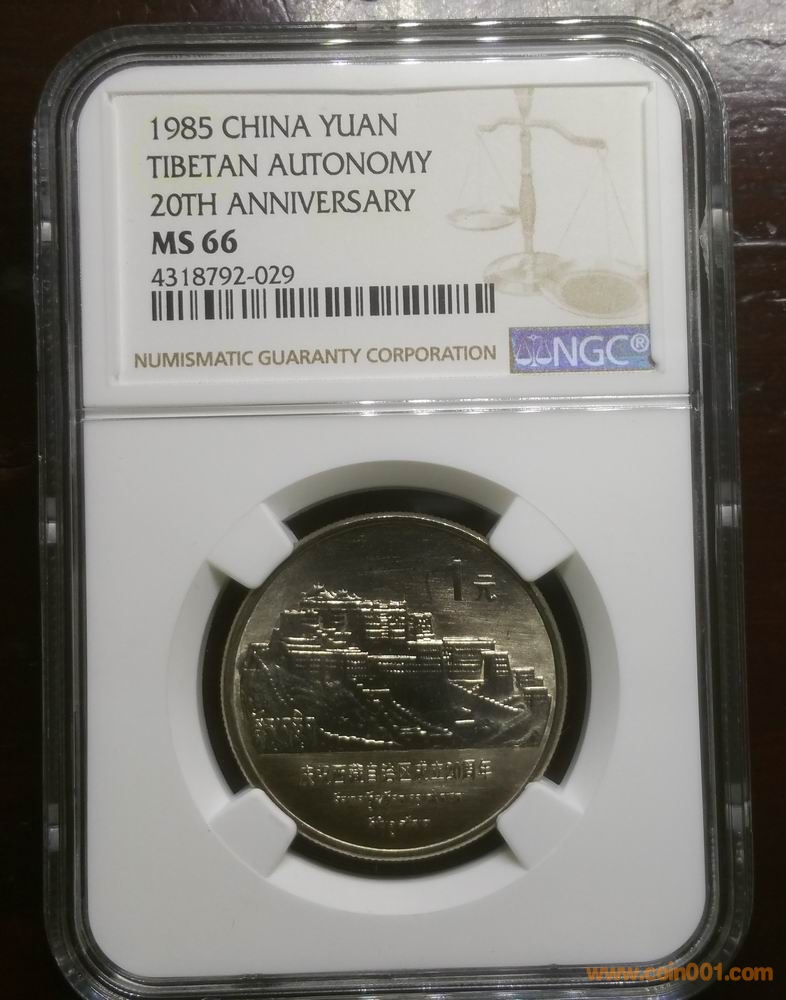 1985 CHINA YUAN
TIBETAN AUTONOMY
20TH ANNIVERSARY
MS 66
4318792-029
NUMISMATIC GUARANTY CORPORATION
NGC®
1元
庆祝西藏自治区成立20周年
www.coin001.com